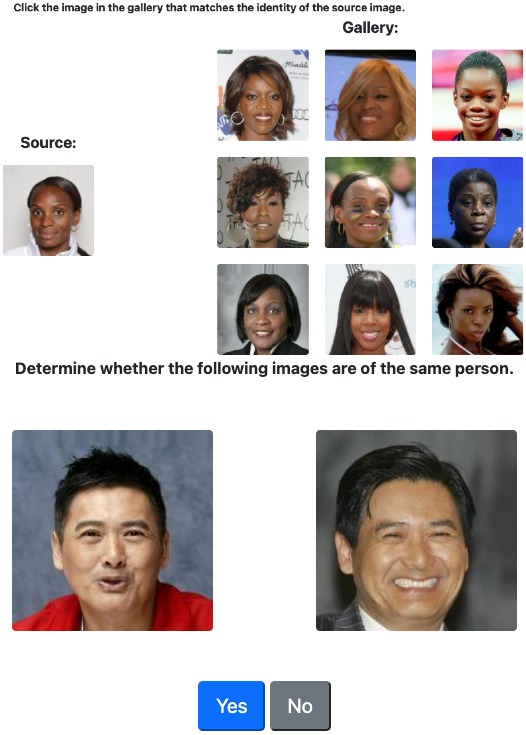 Click the image in the gallery that matches the identity of the source image.
Gallery:
Source:
Determine whether the following images are of the same person.
Yes
No